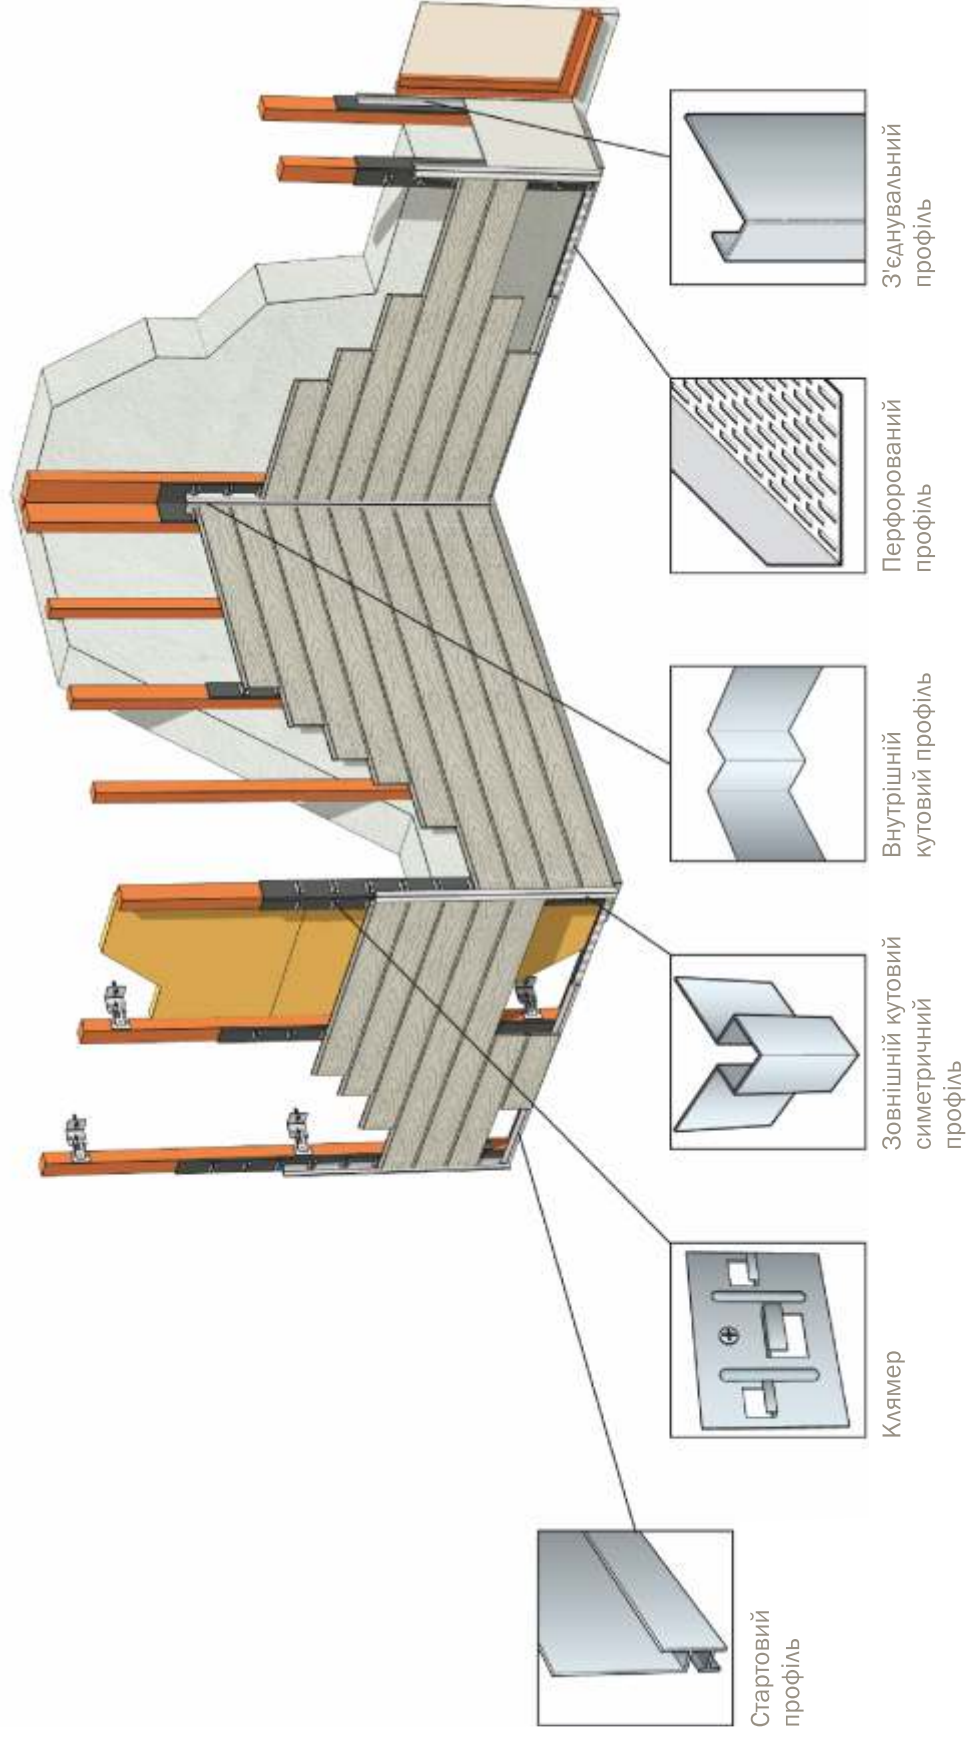 Стартовий
профіль
Клямер
Зовнішній кутовий
симетричний
профіль
Внутрішній
кутовий профіль
Перфорований
профіль
З'єднувальний
профіль